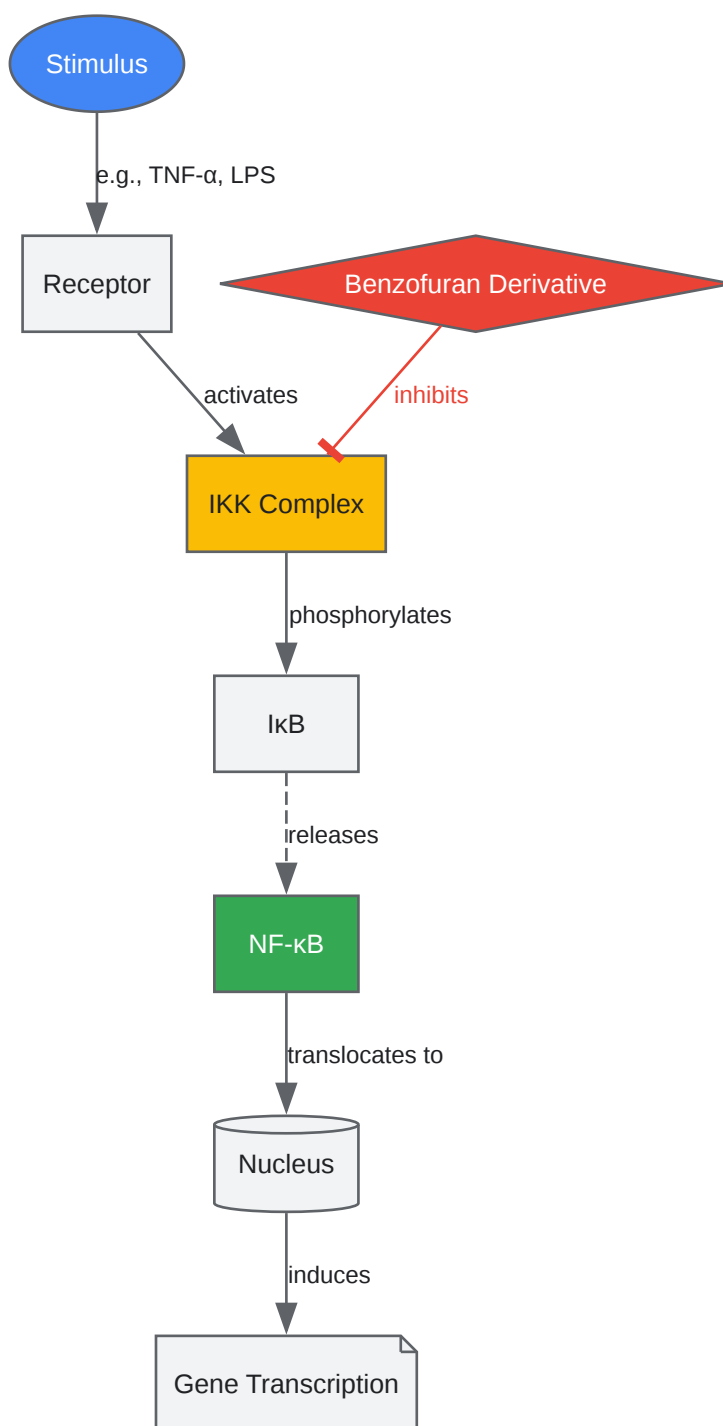 Stimulus
e.g., TNF-α, LPS
Receptor
Benzofuran Derivative
activates
inhibits
IKK Complex
phosphorylates
IκB
releases
NF-κB
translocates to
Nucleus
induces
Gene Transcription